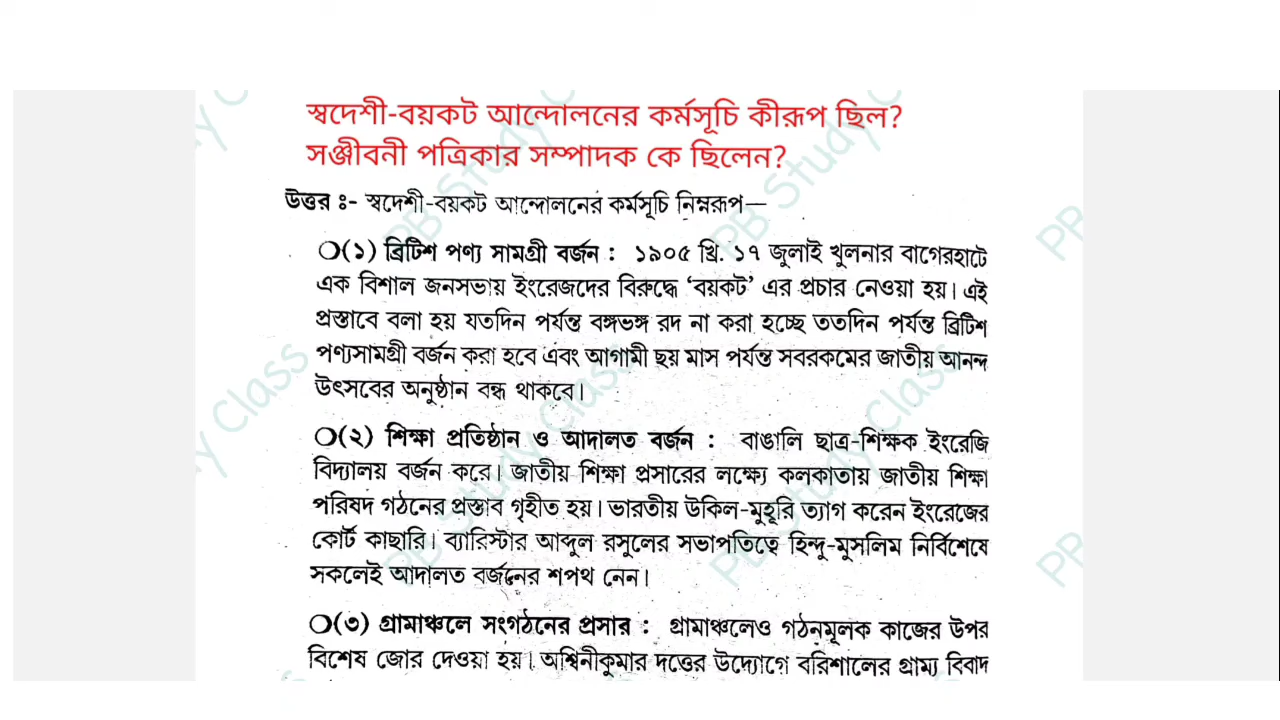 স্বদেশী-বয়কট আন্দোলনের কর্মসূচি কীরূপ ছিল?
সঞ্জীবনী পত্রিকার সম্পাদক কে ছিলেন?
উত্তর ঃ- স্বদেশী-বয়কট আন্দোলনের কর্মসূচি নিম্নরূপ—
❍(১) ব্রিটিশ পণ্য সামগ্রী বর্জন : ১৯০৫ খ্রি. ১৭ জুলাই খুলনার বাগেরহাটে
এক বিশাল জনসভায় ইংরেজদের বিরুদ্ধে ‘বয়কট’ এর প্রচার নেওয়া হয়। এই
প্রস্তাবে বলা হয় যতদিন পর্যন্ত বঙ্গভঙ্গ রদ না করা হচ্ছে ততদিন পর্যন্ত ব্রিটিশ
পণ্যসামগ্রী বর্জন করা হবে এবং আগামী ছয় মাস পর্যন্ত সবরকমের জাতীয় আনন্দ
উৎসবের অনুষ্ঠান বন্ধ থাকবে।
❍(২) শিক্ষা প্রতিষ্ঠান ও আদালত বর্জন : বাঙালি ছাত্র-শিক্ষক ইংরেজি
বিদ্যালয় বর্জন করে। জাতীয় শিক্ষা প্রসারের লক্ষ্যে কলকাতায় জাতীয় শিক্ষা
পরিষদ গঠনের প্রস্তাব গৃহীত হয়। ভারতীয় উকিল-মুহূরি ত্যাগ করেন ইংরেজের
কোর্ট কাছারি। ব্যারিস্টার আব্দুল রসুলের সভাপতিত্বে হিন্দু-মুসলিম নির্বিশেষে
সকলেই আদালত বর্জনের শপথ নেন।
❍(৩) গ্রামাঞ্চলে সংগঠনের প্রসার : গ্রামাঞ্চলেও গঠনমূলক কাজের উপর
বিশেষ জোর দেওয়া হয়। অশ্বিনীকুমার দত্তের উদ্যোগে বরিশালের গ্রাম্য বিবাদ
PB Study Class